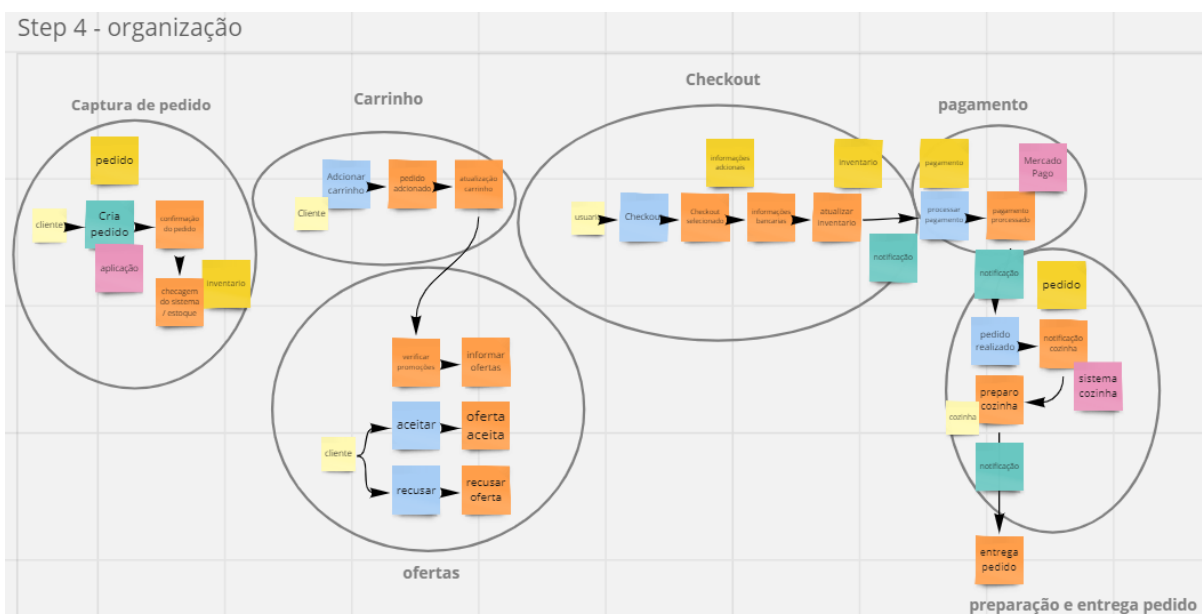 Step 4 - organização
Captura de pedido
pedido
cliente
Cria
pedido
confirmação
do pedido
aplicação
checagem
do sistema
/ estoque
inventario
Carrinho
Adcionar
carrinho
pedido
adcionado
atualização
carrinho
Cliente
verificar
promoções
informar
ofertas
aceitar
oferta
aceita
cliente
recusar
recusar
oferta
ofertas
Checkout
informações
adcionais
inventario
usuario
Checkout
Checkout
selecionado
informações
bancarias
atualizar
inventario
notificação
pagamento
pagamento
Mercado
Pago
processar
pagamento
pagamento
processado
notificação
pedido
pedido
realizado
notificação
cozinha
sistema
cozinha
preparo
cozinha
cozinha
notificação
entrega
pedido
preparação e entrega pedido